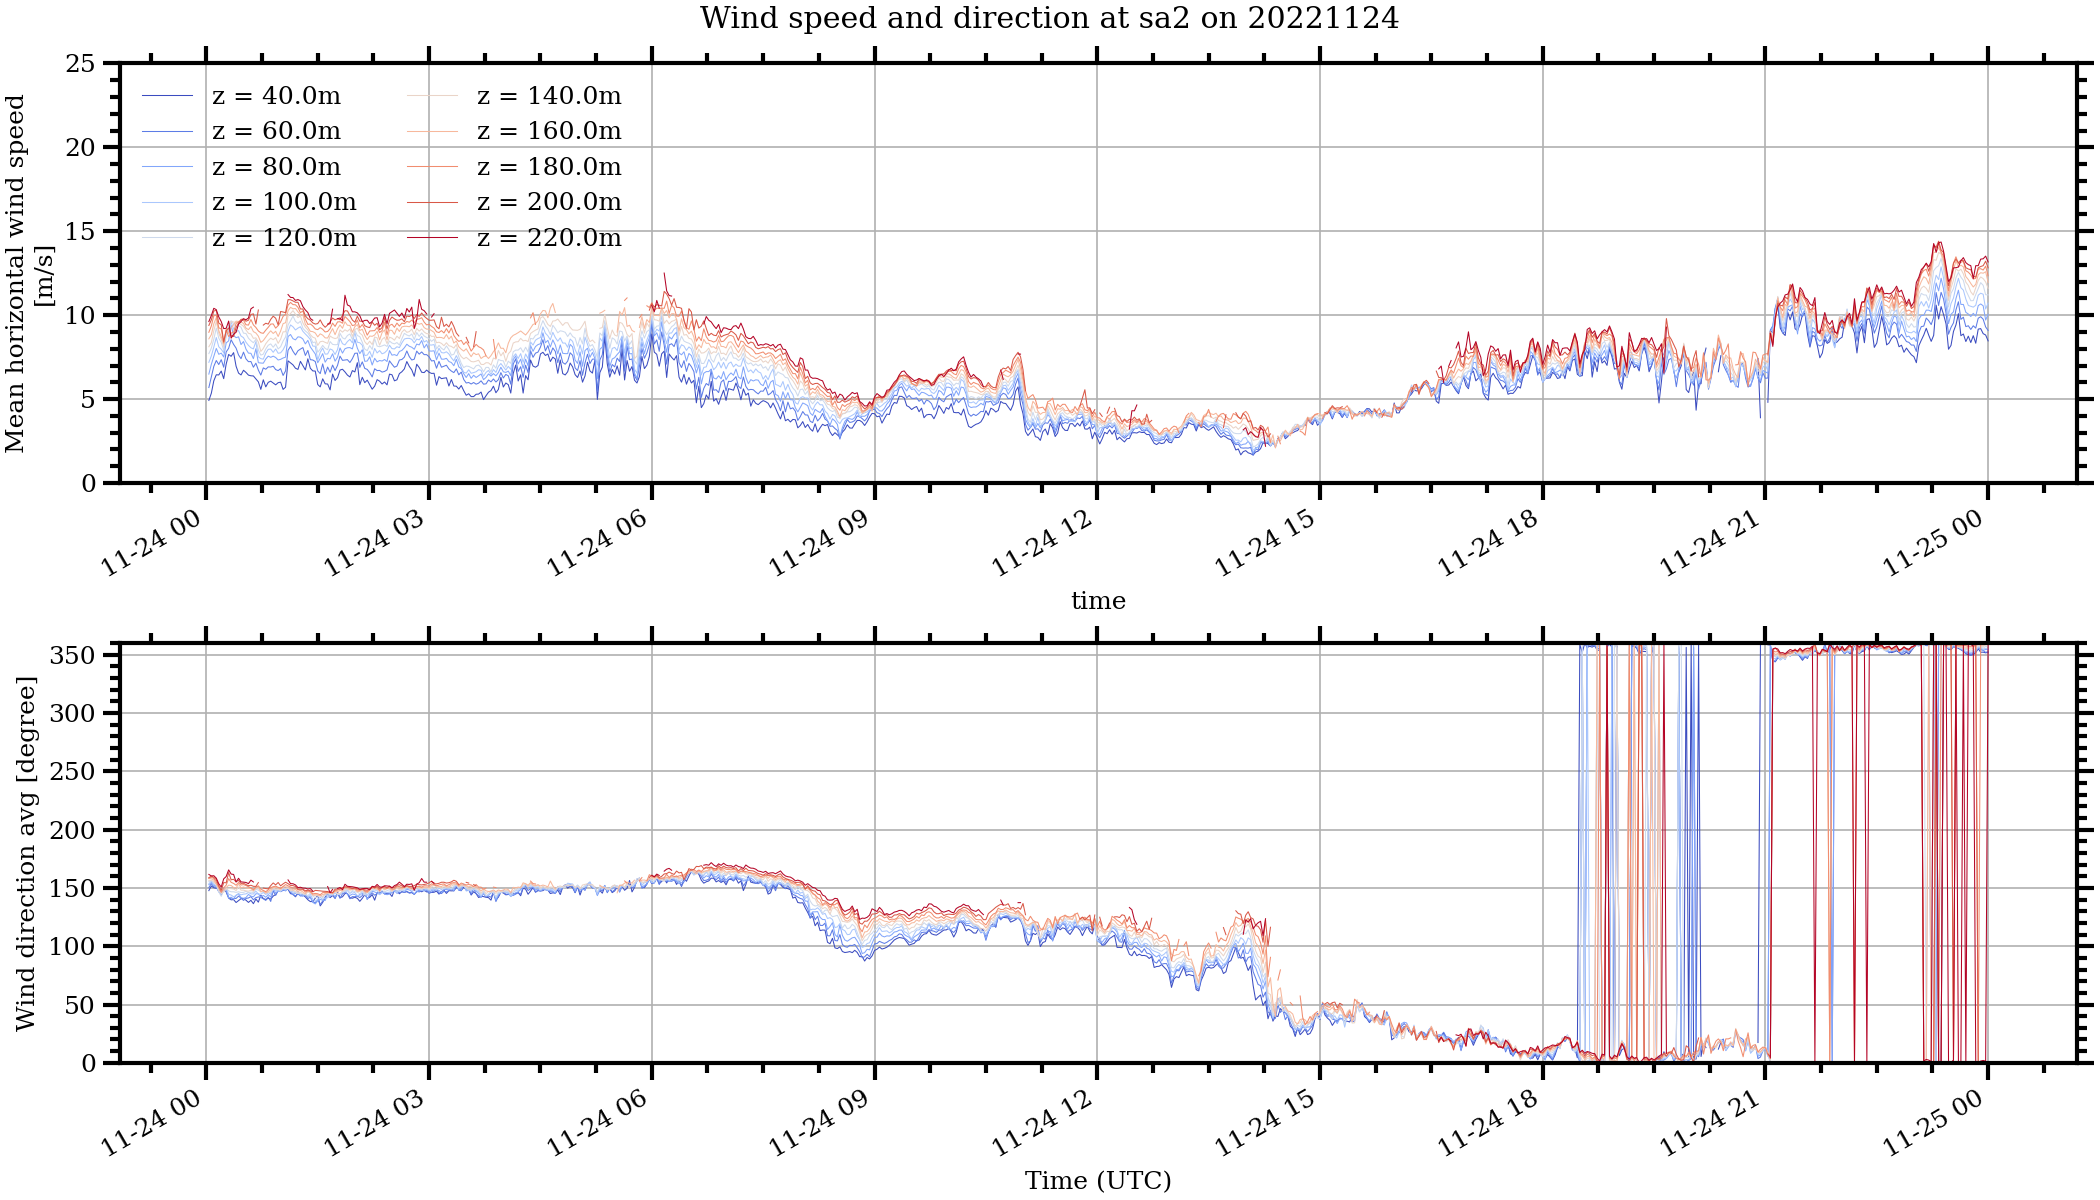 Wind speed and direction at sa2 on 20221124
Mean horizontal wind speed
[m/s]
25
20
15
10
5
0
z = 40.0m
z = 60.0m
z = 80.0m
z = 100.0m
z = 120.0m
z = 140.0m
z = 160.0m
z = 180.0m
z = 200.0m
z = 220.0m
11-24 00
11-24 03
11-24 06
11-24 09
11-24 12
11-24 15
11-24 18
11-24 21
11-25 00
time
Wind direction avg [degree]
350
300
250
200
150
100
50
0
11-24 00
11-24 03
11-24 06
11-24 09
11-24 12
11-24 15
11-24 18
11-24 21
11-25 00
Time (UTC)